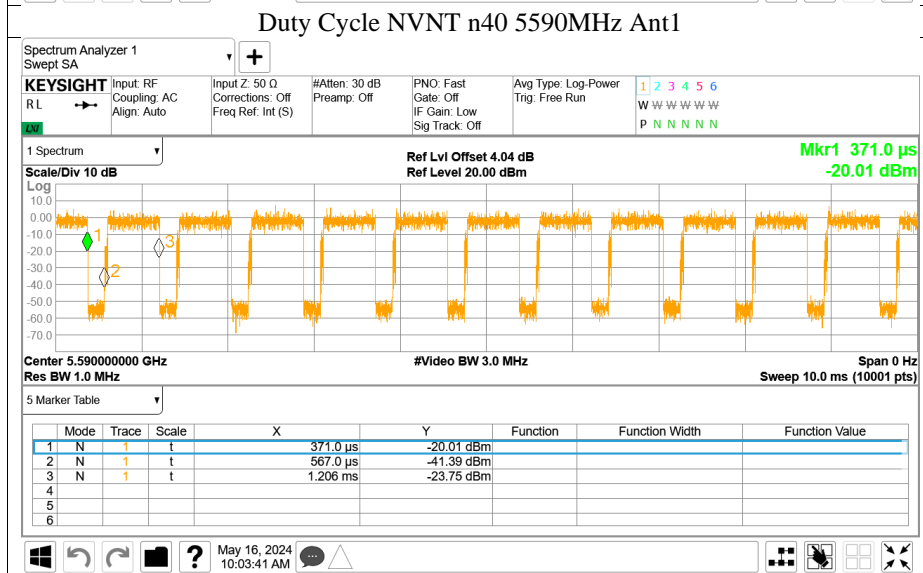 Duty Cycle NVNT n40 5590MHz Ant1
Spectrum Analyzer 1
Swept SA
KEYSIGHT
R L
LXI
Input: RF
Coupling: AC
Align: Auto
Input Z: 50 Ω
Corrections: Off
Freq Ref: Int (S)
#Atten: 30 dB
Preamp: Off
PNO: Fast
Gate: Off
IF Gain: Low
Sig Track: Off
Avg Type: Log-Power
Trig: Free Run
1 2 3 4 5 6
W W W W W W
P N N N N N
1 Spectrum
Scale/Div 10 dB
Ref Lvl Offset 4.04 dB
Ref Level 20.00 dBm
Mkr1 371.0 µs
-20.01 dBm
Log
10.0
0.00
-10.0
-20.0
-30.0
-40.0
-50.0
-60.0
-70.0
1
2
3
Center 5.590000000 GHz
Res BW 1.0 MHz
#Video BW 3.0 MHz
Span 0 Hz
Sweep 10.0 ms (10001 pts)
5 Marker Table
Mode Trace Scale X Y Function Function Width Function Value
1 N 1 t 371.0 µs -20.01 dBm
2 N 1 t 567.0 µs -41.39 dBm
3 N 1 t 1.206 ms -23.75 dBm
4
5
6
?
May 16, 2024
10:03:41 AM